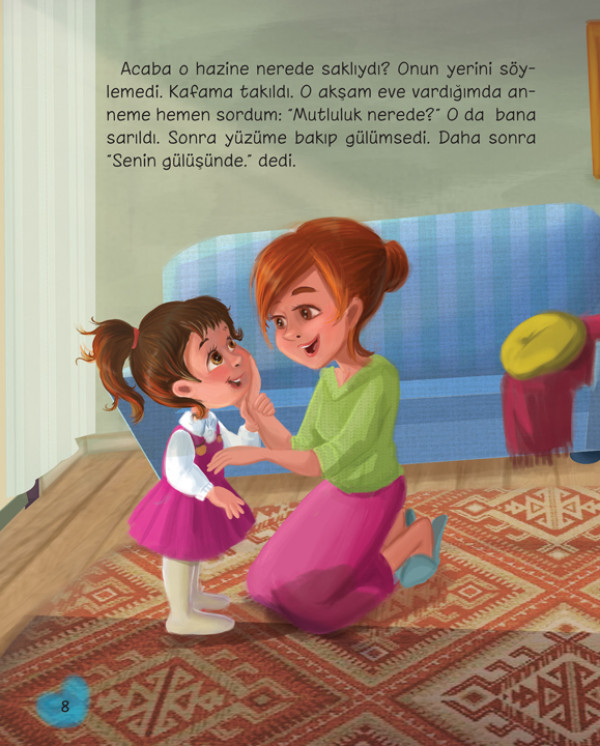 Acaba o hazine nerede saklıydı? Onun yerini söy-
lemedi. Kafama takıldı. O akşam eve vardığımda an-
neme hemen sordum: "Mutluluk nerede?" O da bana
sarıldı. Sonra yüzüme bakıp gülümsedi. Daha sonra
"Senin gülüşünde." dedi.
8